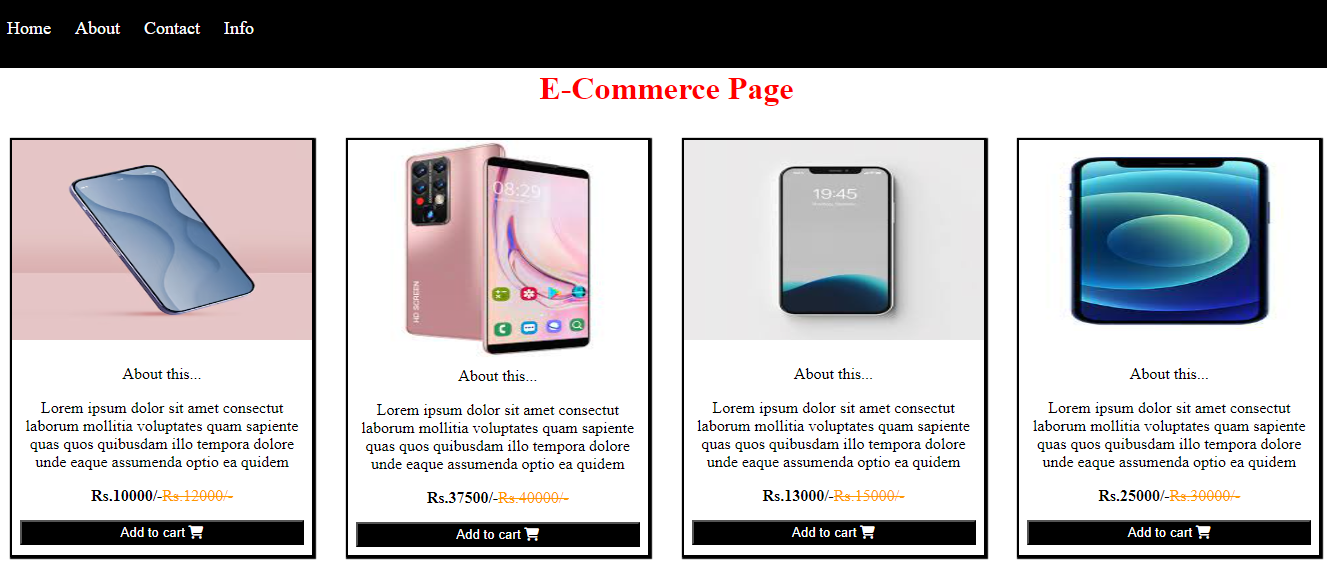 Home About Contact Info
E-Commerce Page
HD SCREEN
08:29
19:45
About this...
Lorem ipsum dolor sit amet consectut
laborum mollitia voluptates quam sapiente
quas quos quibusdam illo tempora dolore
unde eaque assumenda optio ea quidem
Rs.10000/-Rs.12000/-
Add to cart
About this...
Lorem ipsum dolor sit amet consectut
laborum mollitia voluptates quam sapiente
quas quos quibusdam illo tempora dolore
unde eaque assumenda optio ea quidem
Rs.37500/-Rs.40000/-
Add to cart
About this...
Lorem ipsum dolor sit amet consectut
laborum mollitia voluptates quam sapiente
quas quos quibusdam illo tempora dolore
unde eaque assumenda optio ea quidem
Rs.13000/-Rs.15000/-
Add to cart
About this...
Lorem ipsum dolor sit amet consectut
laborum mollitia voluptates quam sapiente
quas quos quibusdam illo tempora dolore
unde eaque assumenda optio ea quidem
Rs.25000/-Rs.30000/-
Add to cart